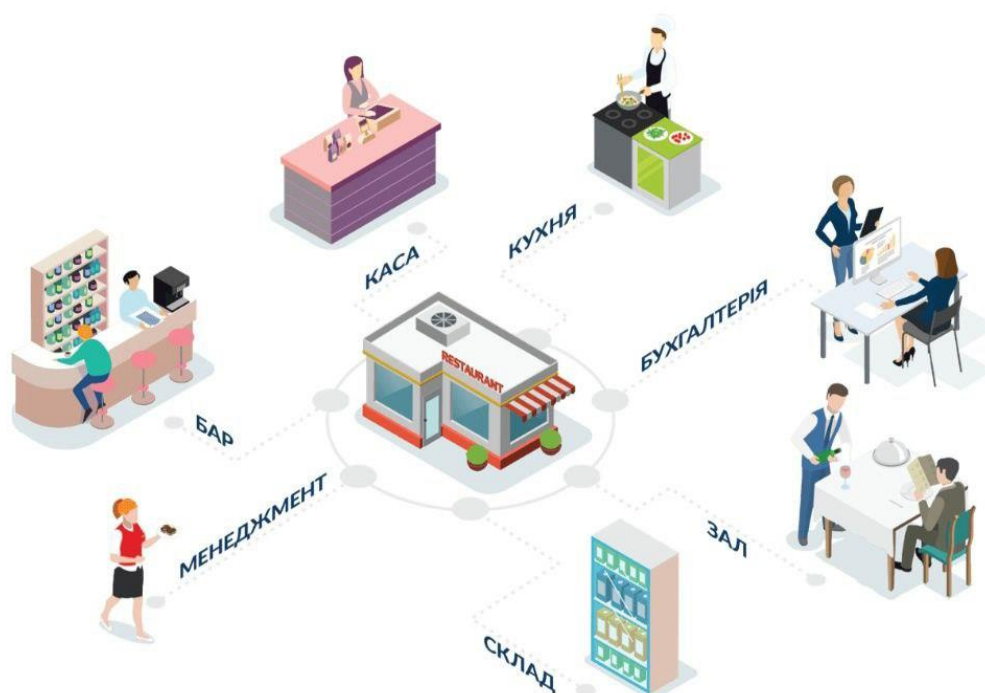 КАСА
КУХНЯ
БУХГАЛТЕРІЯ
RESTAURANT
БАР
МЕНЕДЖМЕНТ
ЗАЛ
СКЛАД